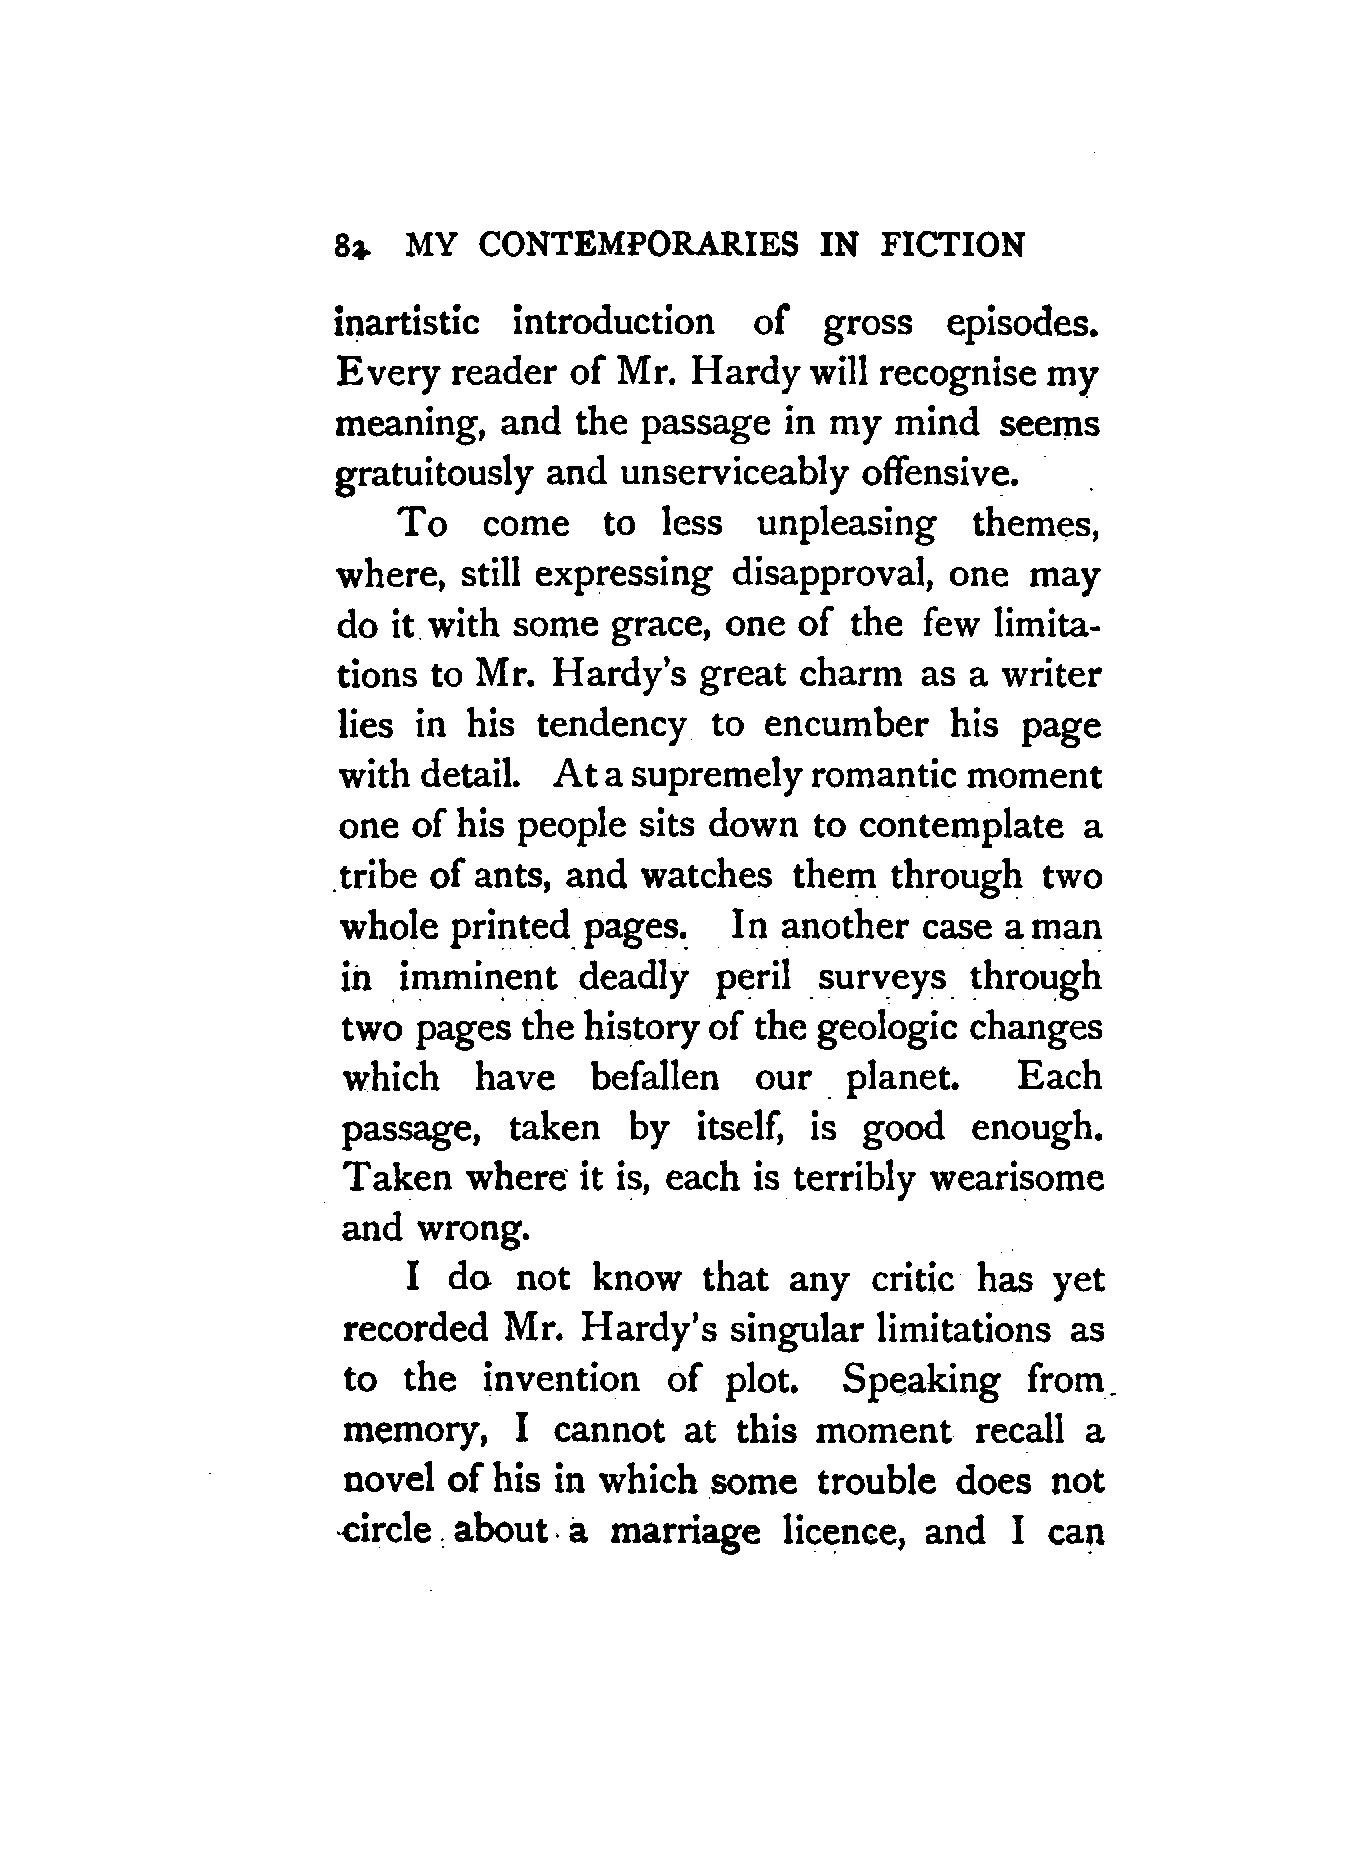 82 MY CONTEMPORARIES IN FICTION
inartistic introduction of gross episodes.
Every reader of Mr. Hardy will recognise my
meaning, and the passage in my mind seems
gratuitously and unserviceably offensive.
To come to less unpleasing themes,
where, still expressing disapproval, one may
do it with some grace, one of the few limita-
tions to Mr. Hardy's great charm as a writer
lies in his tendency to encumber his page
with detail. At a supremely romantic moment
one of his people sits down to contemplate a
tribe of ants, and watches them through two
whole printed pages. In another case a man
in imminent deadly peril surveys through
two pages the history of the geologic changes
which have befallen our planet. Each
passage, taken by itself, is good enough.
Taken where it is, each is terribly wearisome
and wrong.
I do not know that any critic has yet
recorded Mr. Hardy's singular limitations as
to the invention of plot. Speaking from
memory, I cannot at this moment recall a
novel of his in which some trouble does not
circle about a marriage licence, and I can